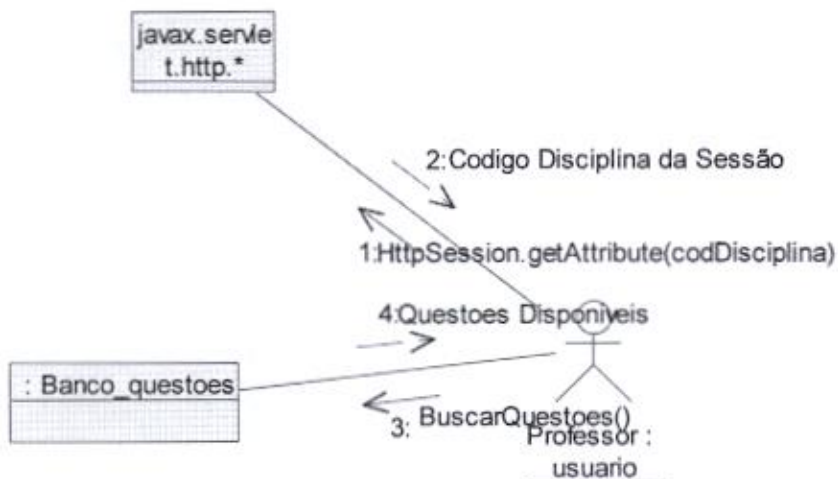 javax.servle
t.http.*
2:Codigo Disciplina da Sessão
1:HttpSession.getAttribute(codDisciplina)
4:Questoes Disponiveis
: Banco_questoes
3: BuscarQuestoes()
Professor :
usuario